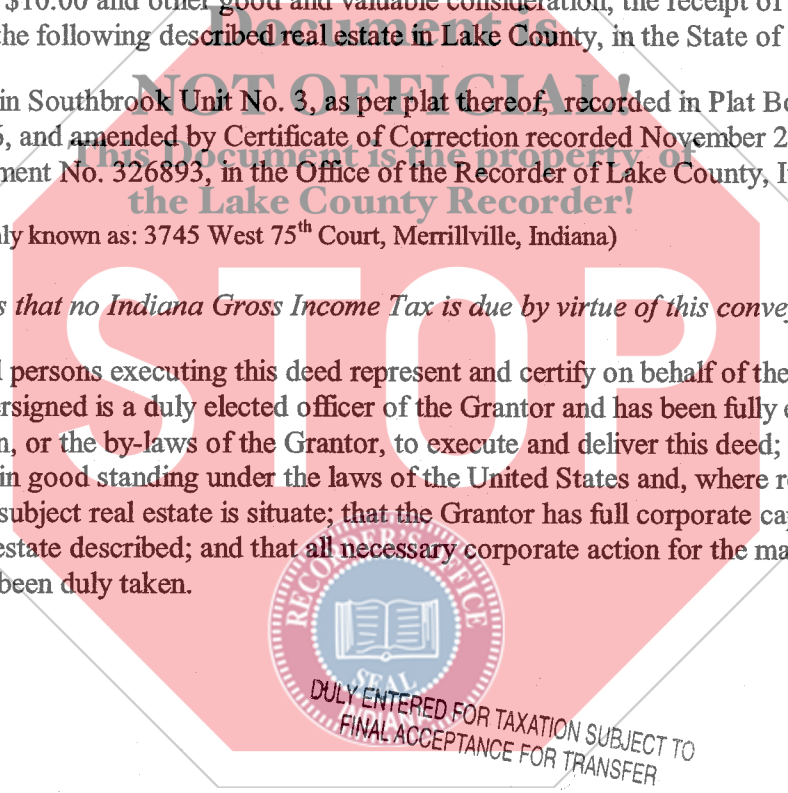 $10.00 and other good and valuable consideration, the receipt of
the following described real estate in Lake County, in the State of
Document is
NOT OFFICIAL!
This Document is the property of
the Lake County Recorder!
in Southbrook Unit No. 3, as per plat thereof, recorded in Plat Bo
, and amended by Certificate of Correction recorded November 2
ment No. 326893, in the Office of the Recorder of Lake County, I
ly known as: 3745 West 75th Court, Merrillville, Indiana)
s that no Indiana Gross Income Tax is due by virtue of this convey
STOP
persons executing this deed represent and certify on behalf of the
rsigned is a duly elected officer of the Grantor and has been fully e
n, or the by-laws of the Grantor, to execute and deliver this deed;
in good standing under the laws of the United States and, where r
subject real estate is situate; that the Grantor has full corporate ca
estate described; and that all necessary corporate action for the ma
been duly taken.
RECORDER'S OFFICE
SEAL
INDIANA
DULY ENTERED FOR TAXATION SUBJECT TO
FINAL ACCEPTANCE FOR TRANSFER